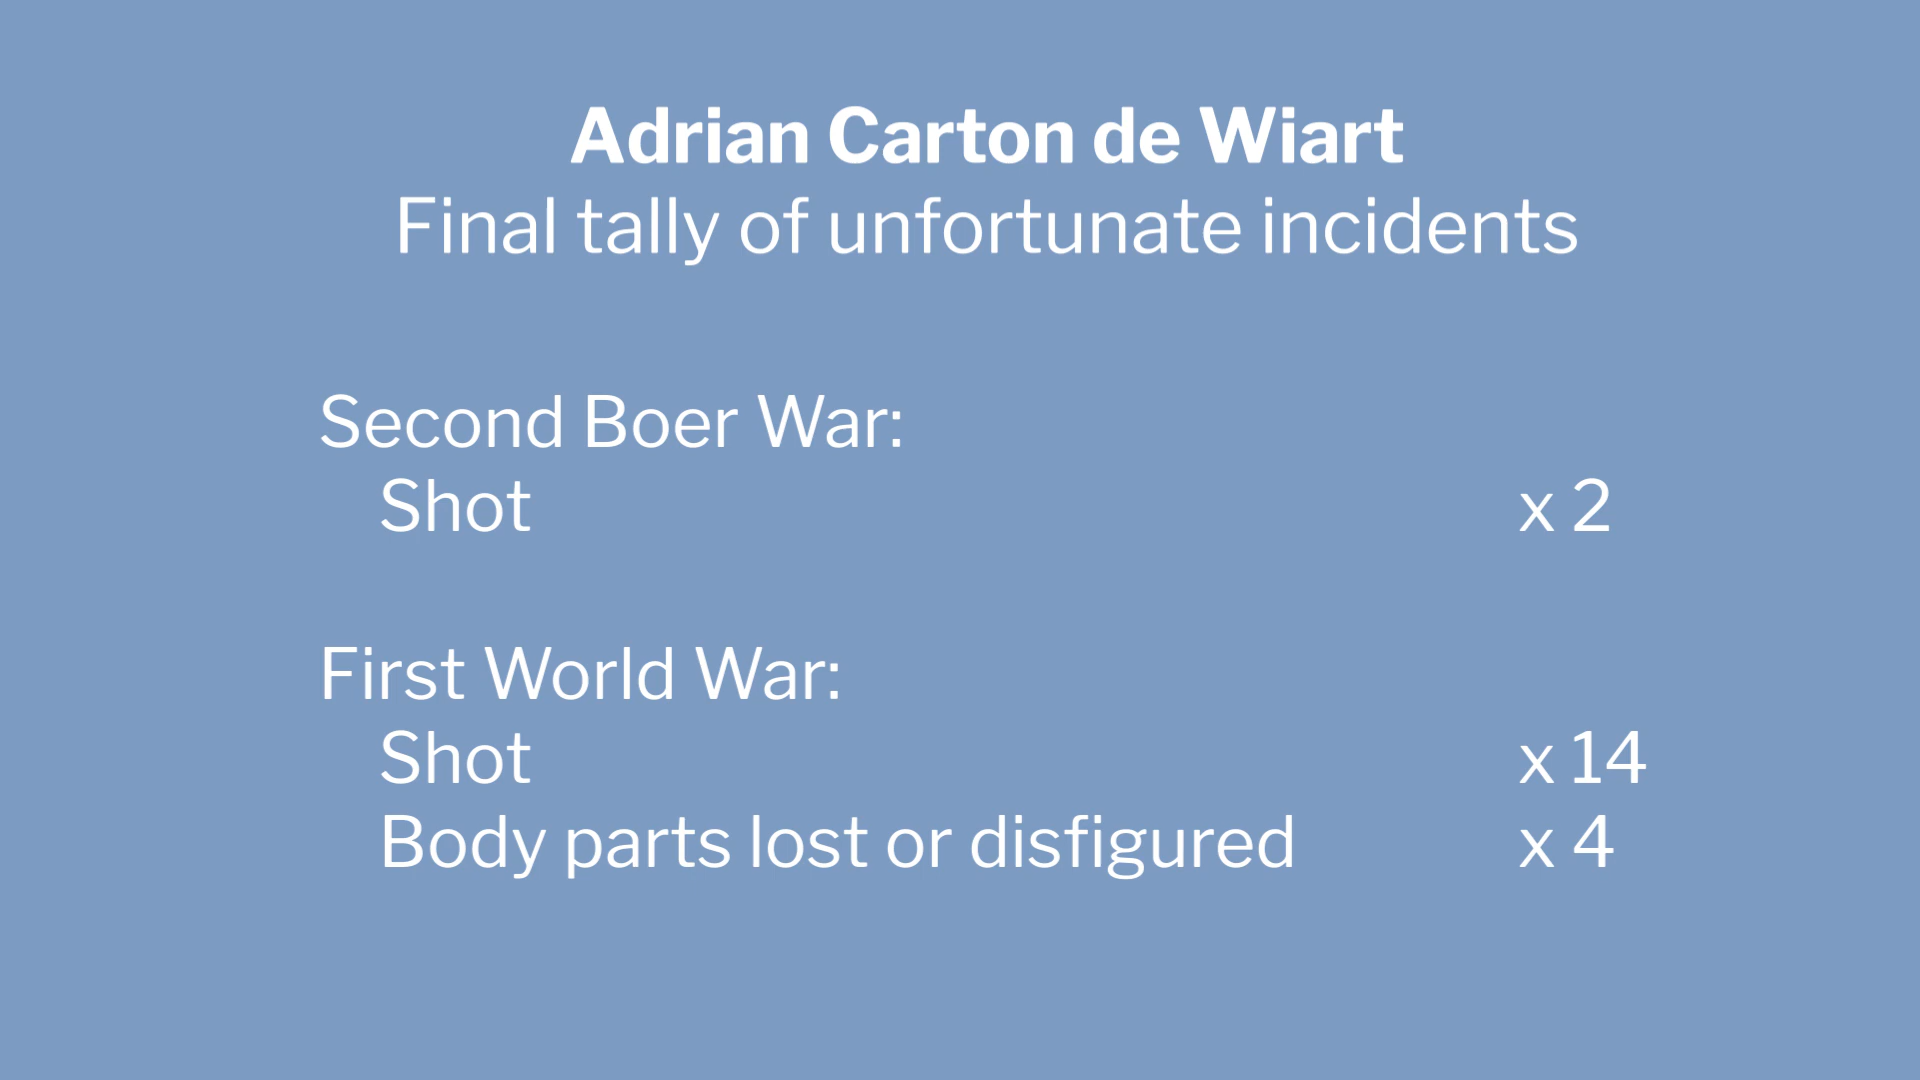 Adrian Carton de Wiart
Final tally of unfortunate incidents
Second Boer War:
Shot x 2
First World War:
Shot x 14
Body parts lost or disfigured x 4